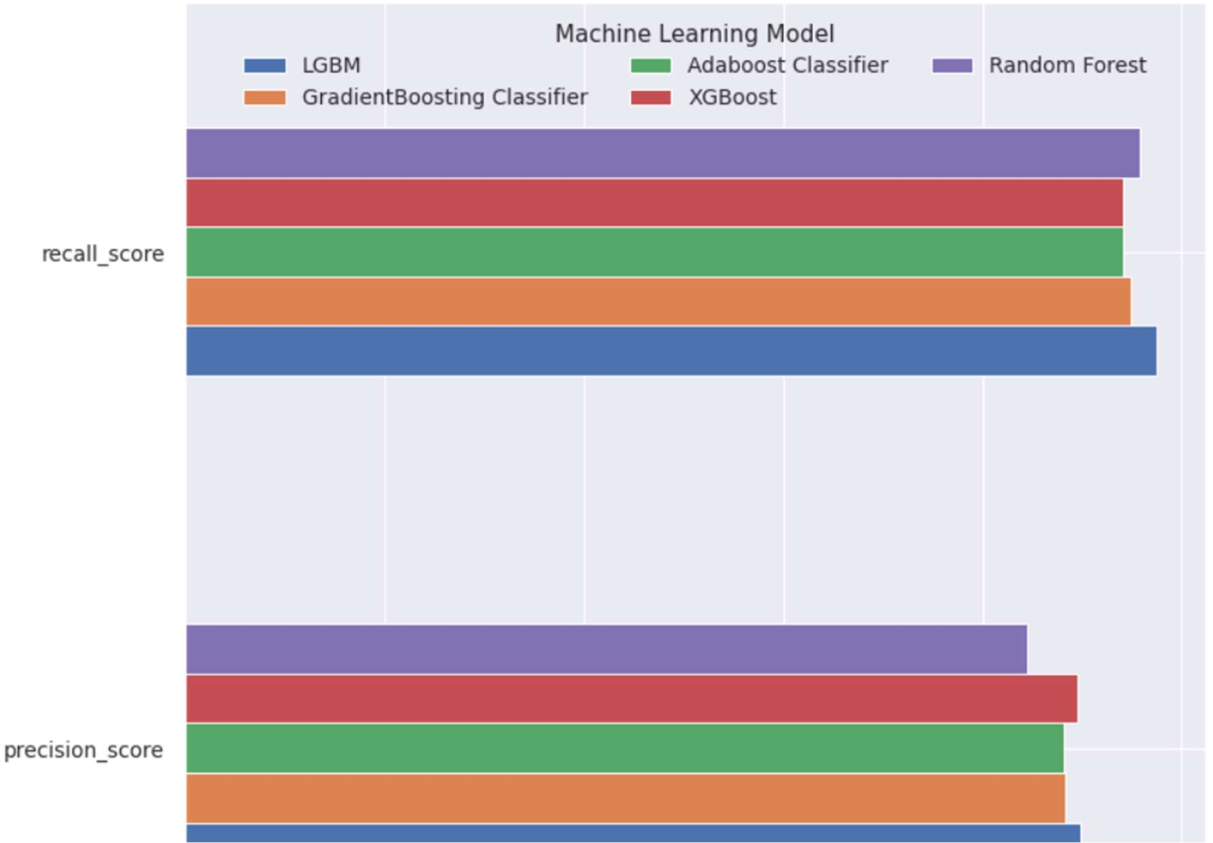 Machine Learning Model
LGBM Adaboost Classifier Random Forest
GradientBoosting Classifier XGBoost
recall_score
precision_score